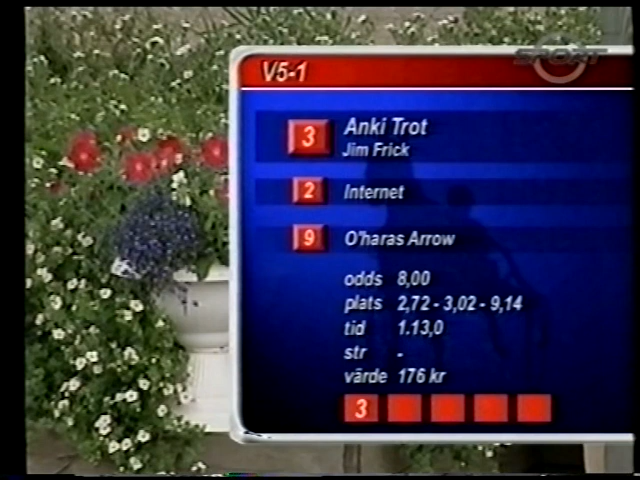 SPORT
V5-1
3 Anki Trot
Jim Frick
2 Internet
9 O'haras Arrow
odds 8,00
plats 2,72 - 3,02 - 9,14
tid 1.13,0
str -
värde 176 kr
3